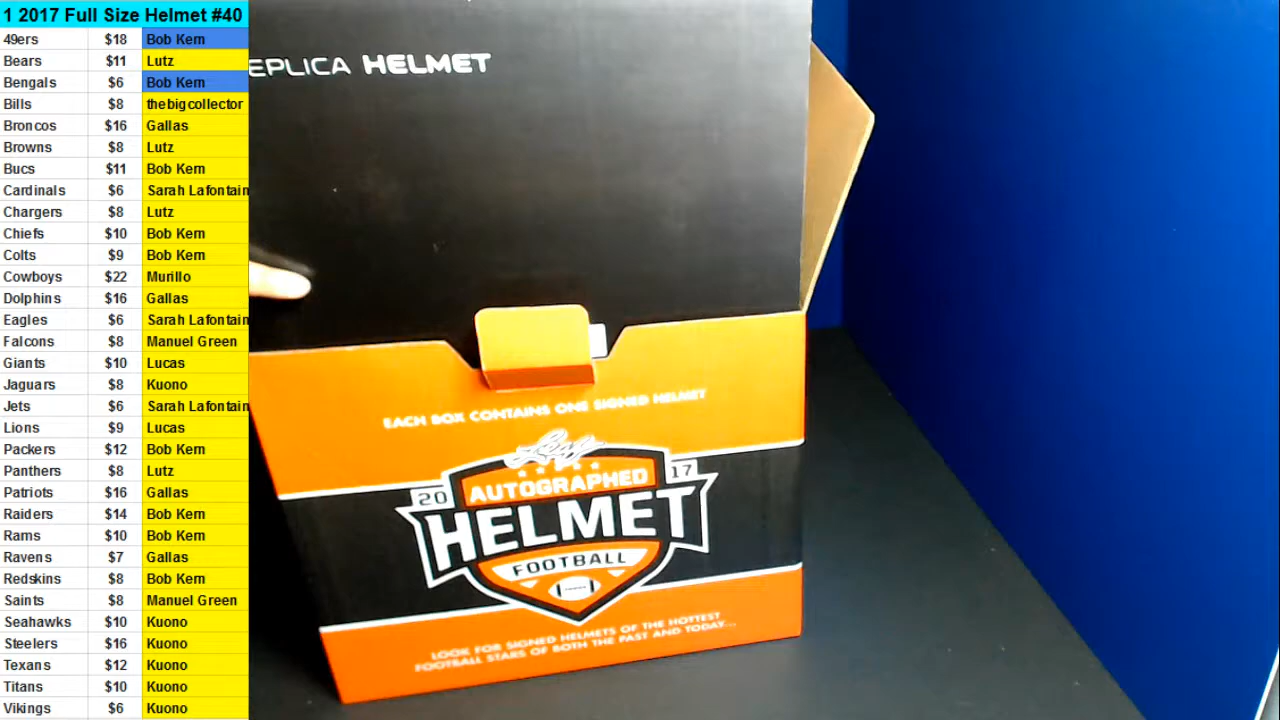 1 2017 Full Size Helmet #40
49ers $18 Bob Kern
Bears $11 Lutz
Bengals $6 Bob Kern
Bills $8 thebigcollector
Broncos $16 Gallas
Browns $8 Lutz
Bucs $11 Bob Kern
Cardinals $6 Sarah Lafontain
Chargers $8 Lutz
Chiefs $10 Bob Kern
Colts $9 Bob Kern
Cowboys $22 Murillo
Dolphins $16 Gallas
Eagles $6 Sarah Lafontain
Falcons $8 Manuel Green
Giants $10 Lucas
Jaguars $8 Kuono
Jets $6 Sarah Lafontain
Lions $9 Lucas
Packers $12 Bob Kern
Panthers $8 Lutz
Patriots $16 Gallas
Raiders $14 Bob Kern
Rams $10 Bob Kern
Ravens $7 Gallas
Redskins $8 Bob Kern
Saints $8 Manuel Green
Seahawks $10 Kuono
Steelers $16 Kuono
Texans $12 Kuono
Titans $10 Kuono
Vikings $6 Kuono
EPLICA HELMET
EACH BOX CONTAINS ONE SIGNED HELMET
Leaf
20 17
AUTOGRAPHED
HELMET
FOOTBALL
LOOK FOR SIGNED HELMETS OF THE HOTTEST
FOOTBALL STARS OF BOTH THE PAST AND TODAY...